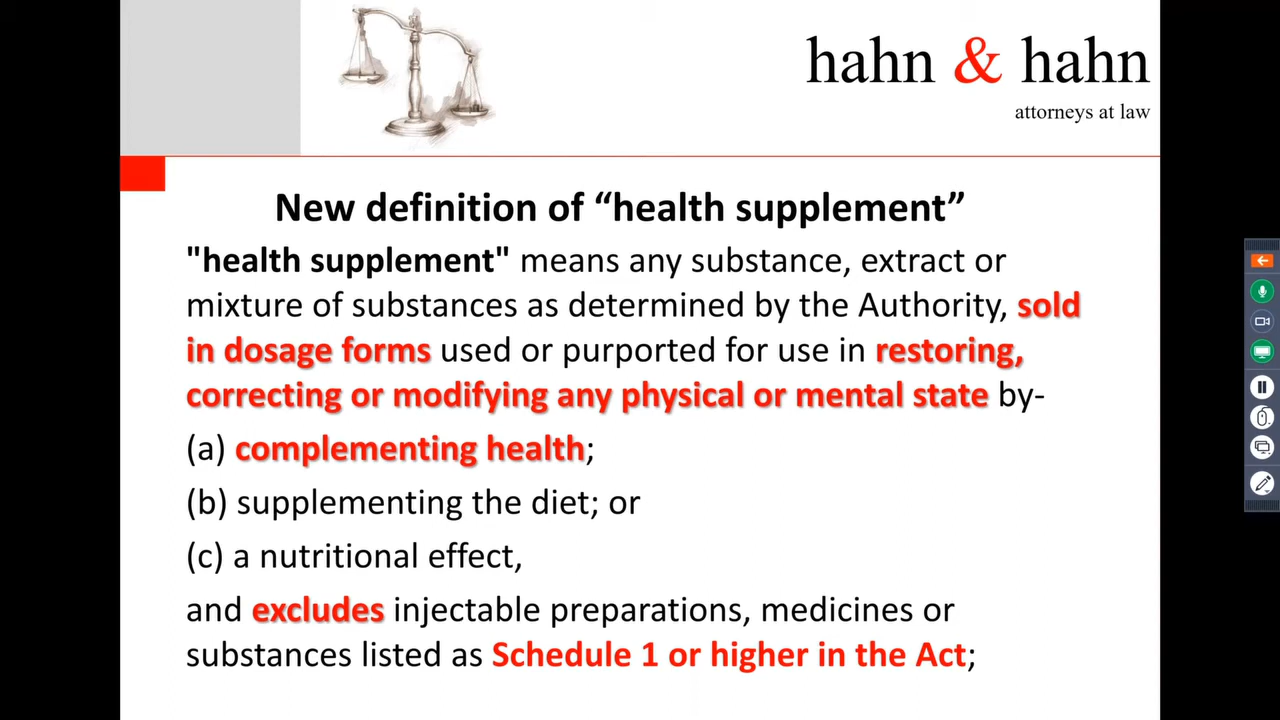 hahn & hahn
attorneys at law
New definition of “health supplement”
"health supplement" means any substance, extract or
mixture of substances as determined by the Authority, sold
in dosage forms used or purported for use in restoring,
correcting or modifying any physical or mental state by-
(a) complementing health;
(b) supplementing the diet; or
(c) a nutritional effect,
and excludes injectable preparations, medicines or
substances listed as Schedule 1 or higher in the Act;